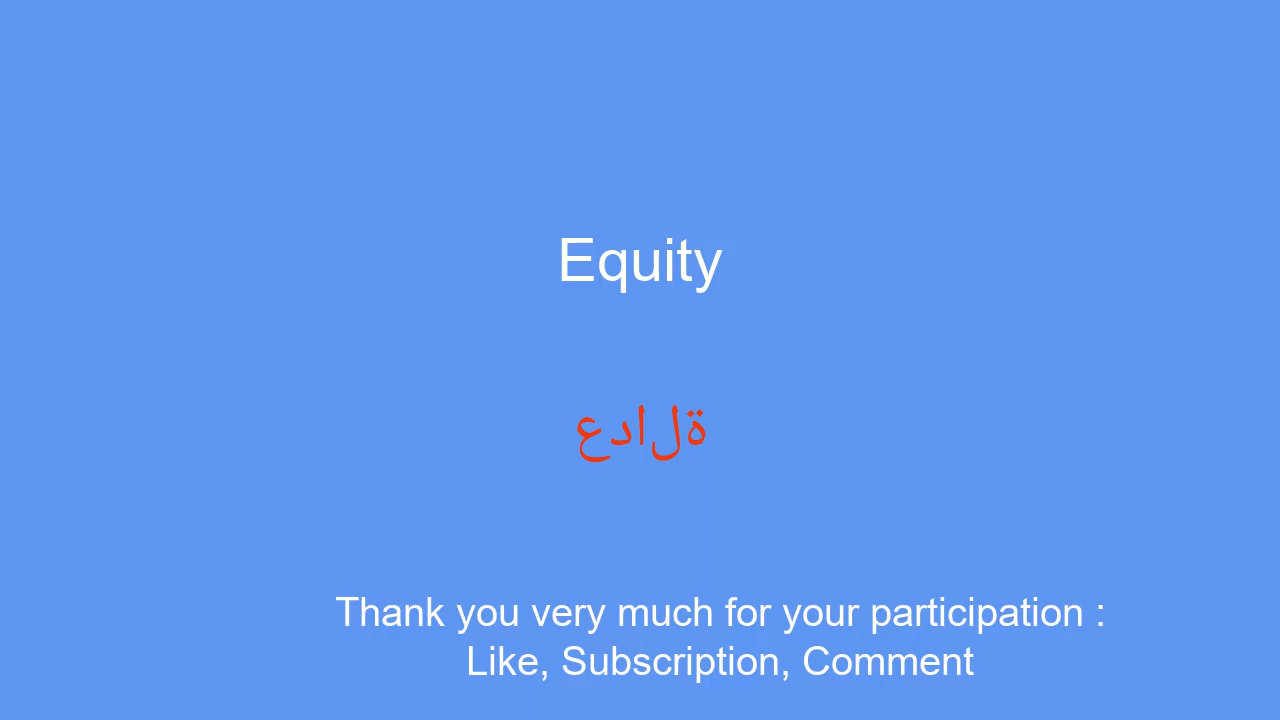 Equity
عدالة
Thank you very much for your participation :
Like, Subscription, Comment